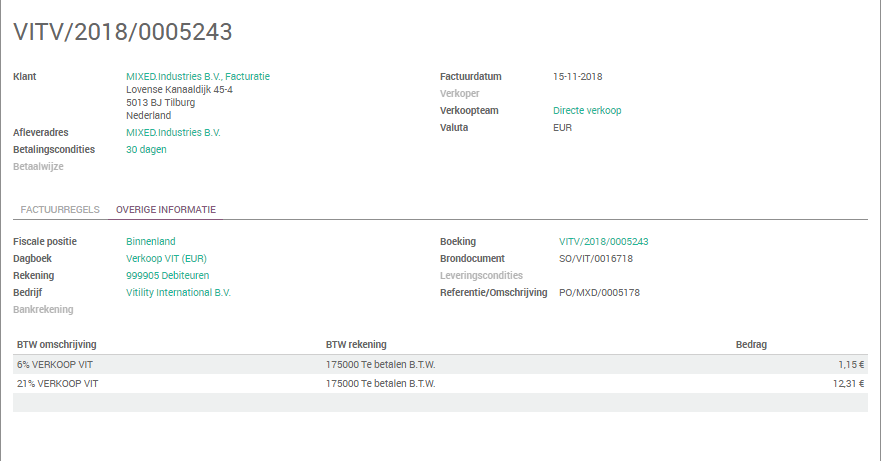 VITV/2018/0005243
Klant MIXED.Industries B.V., Facturatie
Lovense Kanaaldijk 45-4
5013 BJ Tilburg
Nederland
Afleveradres MIXED.Industries B.V.
Betalingscondities 30 dagen
Betaalwijze
Factuurdatum 15-11-2018
Verkoper
Verkoopteam Directe verkoop
Valuta EUR
FACTUURREGELS OVERIGE INFORMATIE
Fiscale positie Binnenland
Dagboek Verkoop VIT (EUR)
Rekening 999905 Debiteuren
Bedrijf Vitility International B.V.
Bankrekening
Boeking VITV/2018/0005243
Brondocument SO/VIT/0016718
Leveringscondities
Referentie/Omschrijving PO/MXD/0005178
BTW omschrijving BTW rekening Bedrag
6% VERKOOP VIT 175000 Te betalen B.T.W. 1,15 €
21% VERKOOP VIT 175000 Te betalen B.T.W. 12,31 €